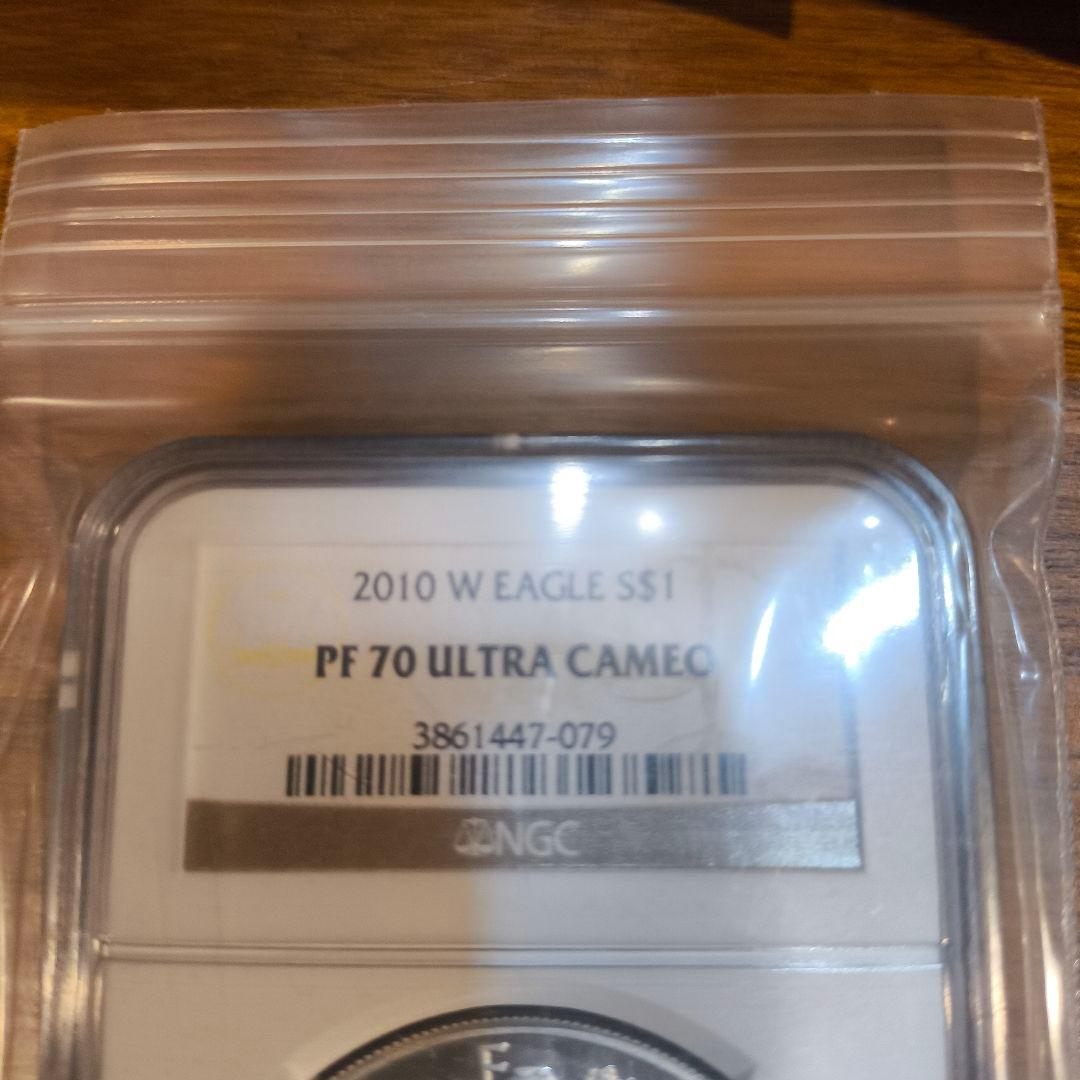 2010 W EAGLE S$1
PF 70 ULTRA CAMEO
3861447-079
NGC